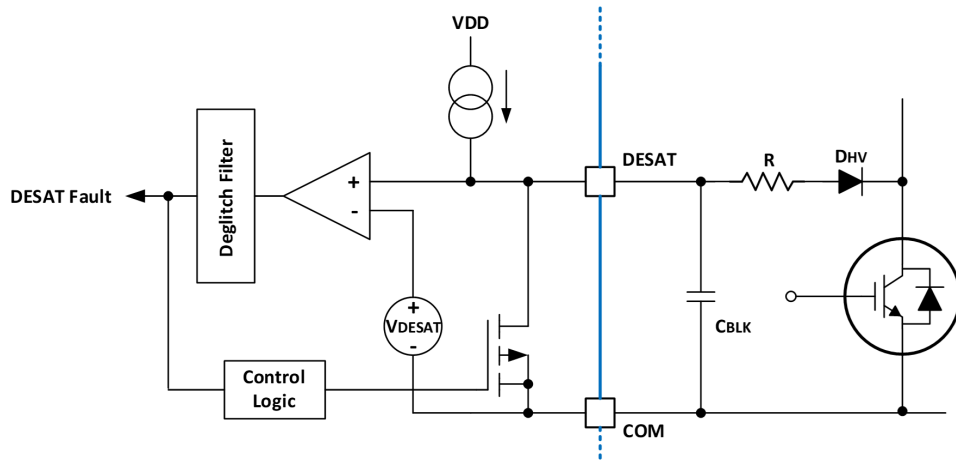 VDD
DESAT
R
DHV
DESAT Fault
Deglitch Filter
+
-
+
VDESAT
-
CBLK
Control
Logic
COM